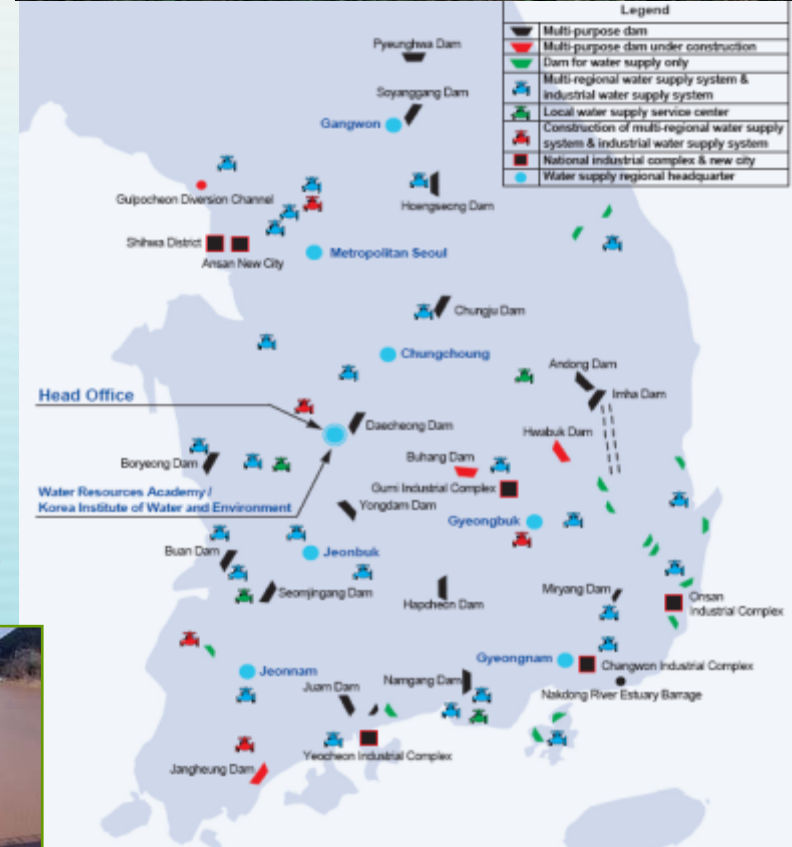 Legend
Multi-purpose dam
Multi-purpose dam under construction
Dam for water supply only
Multi-regional water supply system &
industrial water supply system
Local water supply service center
Construction of multi-regional water supply
system & industrial water supply system
National industrial complex & new city
Water supply regional headquarter
Pyeunghwa Dam
Soyanggang Dam
Gangwon
Gulpocheon Diversion Channel
Hoengseong Dam
Shihwa District
Ansan New City
Metropolitan Seoul
Chungju Dam
Chungchoung
Andong Dam
Imha Dam
Head Office
Daecheong Dam
Hwabuk Dam
Buhang Dam
Boryeong Dam
Gumi Industrial Complex
Water Resources Academy /
Korea Institute of Water and Environment
Yongdam Dam
Gyeongbuk
Buan Dam
Jeonbuk
Seomjingang Dam
Hapcheon Dam
Miryang Dam
Onsan
Industrial Complex
Gyeongnam
Changwon Industrial Complex
Jeonnam
Juam Dam
Namgang Dam
Nakdong River Estuary Barrage
Yeocheon Industrial Complex
Jangheung Dam